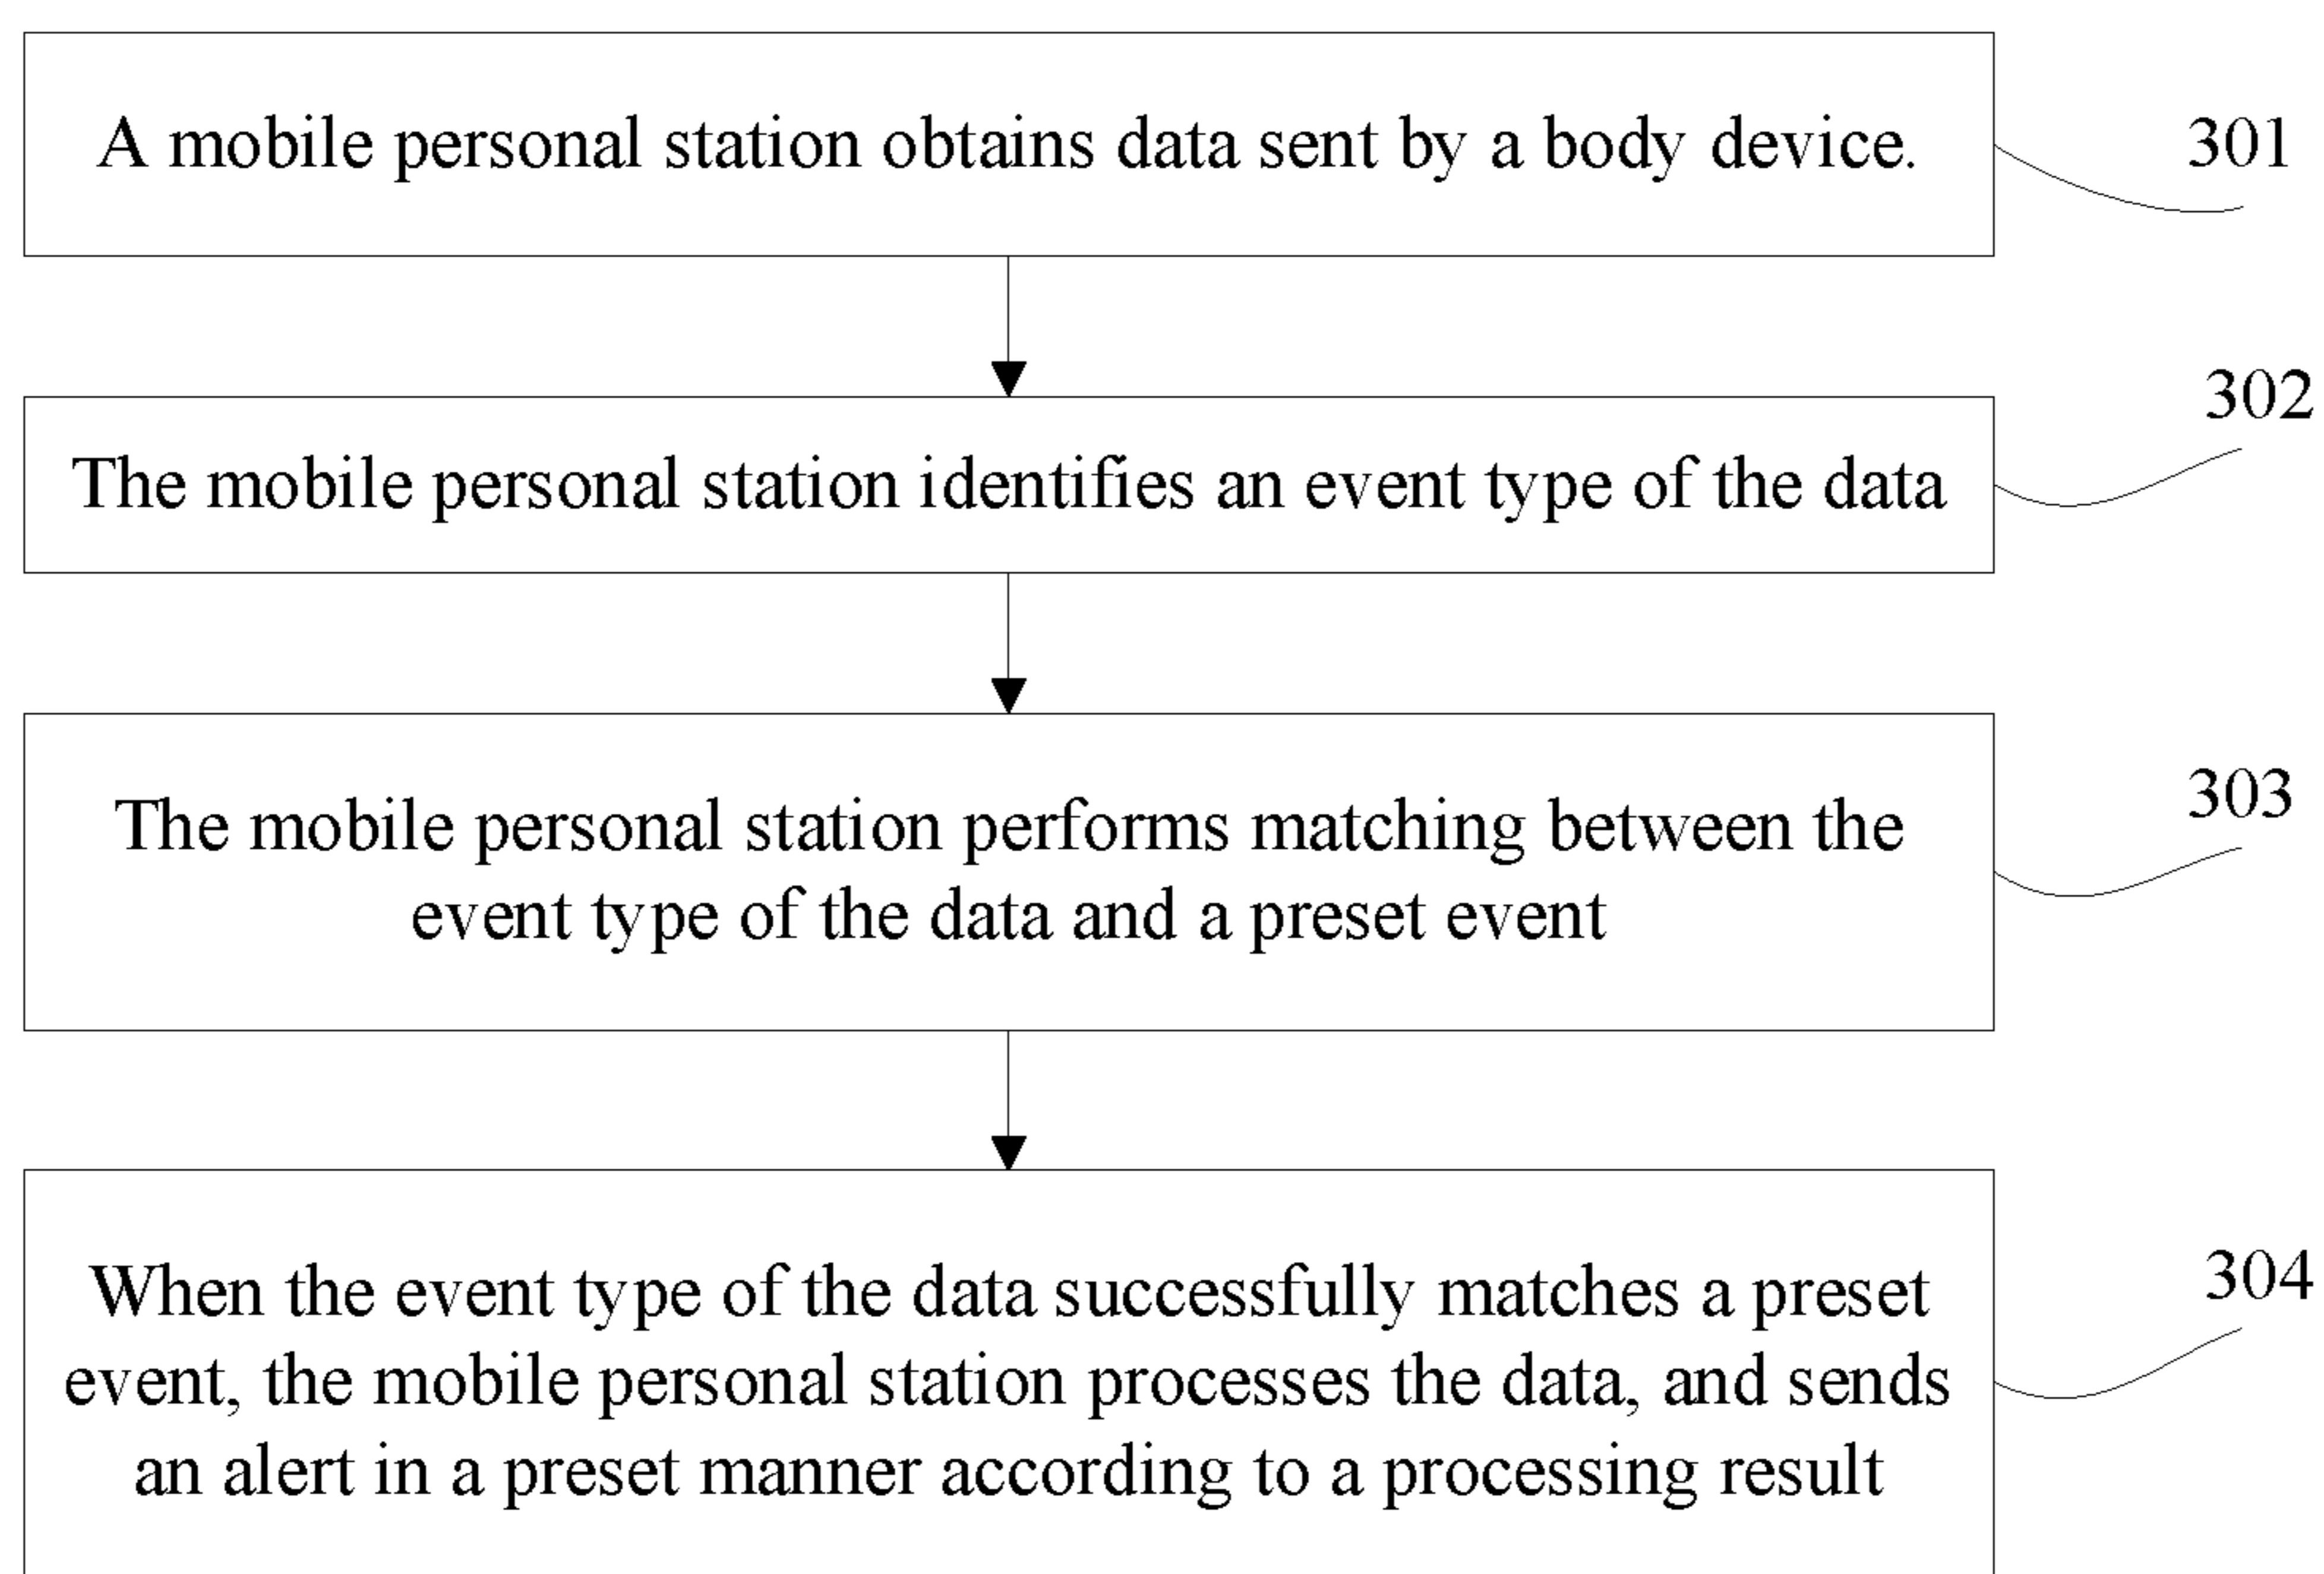 A mobile personal station obtains data sent by a body device.
301
302
The mobile personal station identifies an event type of the data
303
The mobile personal station performs matching between the
event type of the data and a preset event
304
When the event type of the data successfully matches a preset
event, the mobile personal station processes the data, and sends
an alert in a preset manner according to a processing result